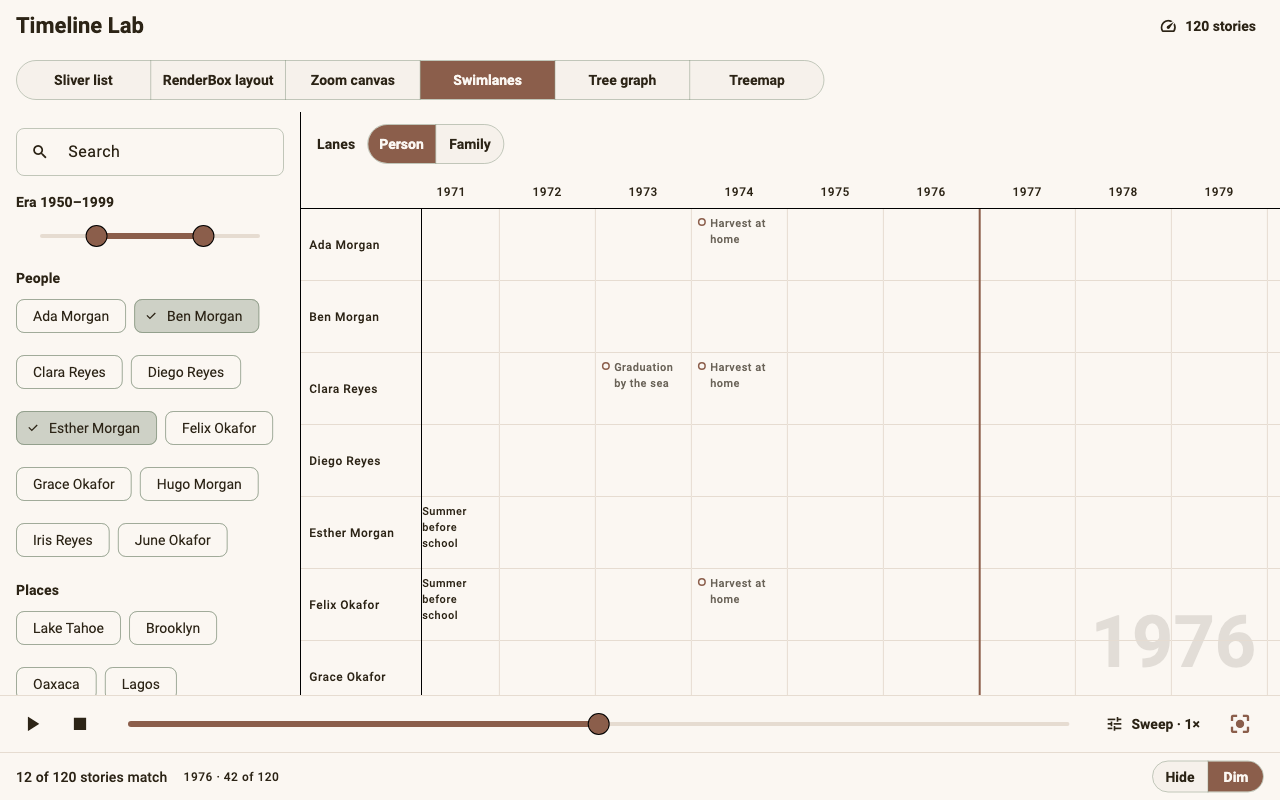 Timeline Lab
120 stories
Sliver list
RenderBox layout
Zoom canvas
Swimlanes
Tree graph
Treemap
Search
Era 1950–1999
People
Ada Morgan
Ben Morgan
Clara Reyes
Diego Reyes
Esther Morgan
Felix Okafor
Grace Okafor
Hugo Morgan
Iris Reyes
June Okafor
Places
Lake Tahoe
Brooklyn
Oaxaca
Lagos
Lanes
Person
Family
1971
1972
1973
1974
1975
1976
1977
1978
1979
Ada Morgan
Harvest at
home
Ben Morgan
Clara Reyes
Graduation
by the sea
Harvest at
home
Diego Reyes
Esther Morgan
Summer
before
school
Felix Okafor
Summer
before
school
Harvest at
home
Grace Okafor
1976
Sweep · 1×
12 of 120 stories match
1976 · 42 of 120
Hide
Dim